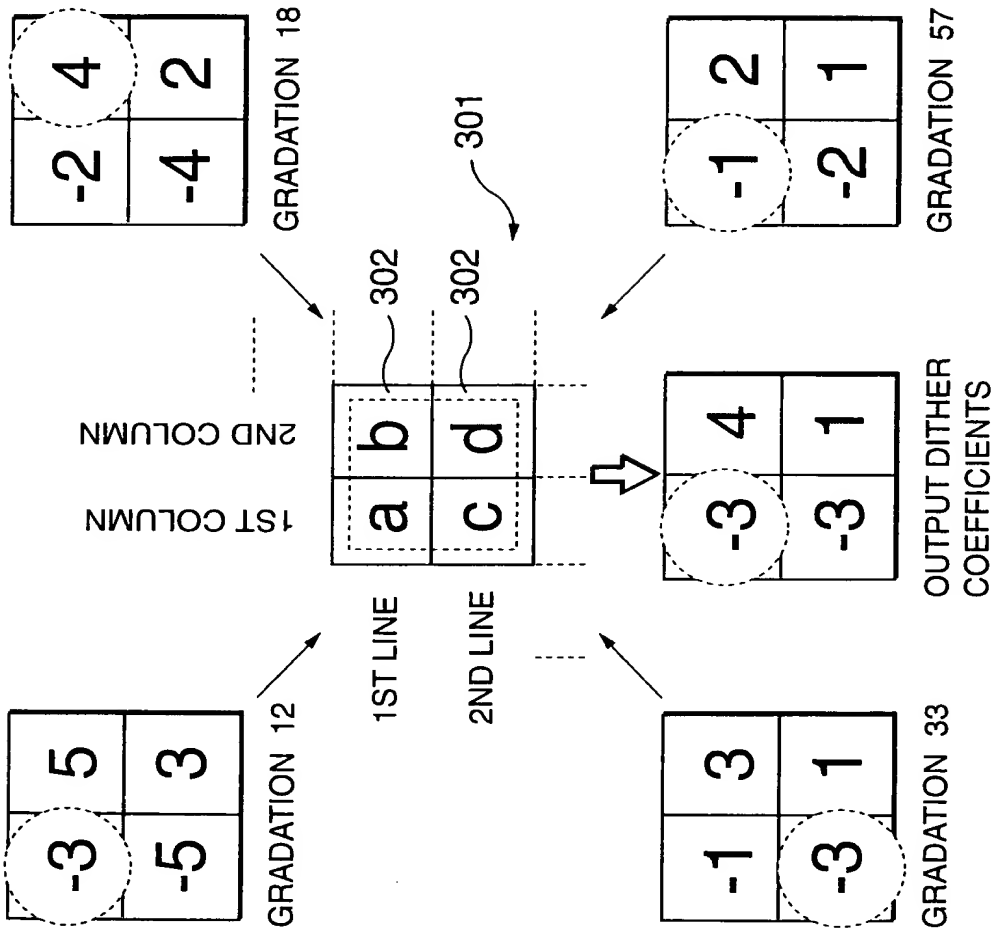 -3 5
-5 3
GRADATION 12
-2 4
-4 2
GRADATION 18
1ST COLUMN
2ND COLUMN
1ST LINE
2ND LINE
a b
c d
302
302
301
-1 3
-3 1
GRADATION 33
-3 4
-3 1
OUTPUT DITHER
COEFFICIENTS
-1 2
-2 1
GRADATION 57